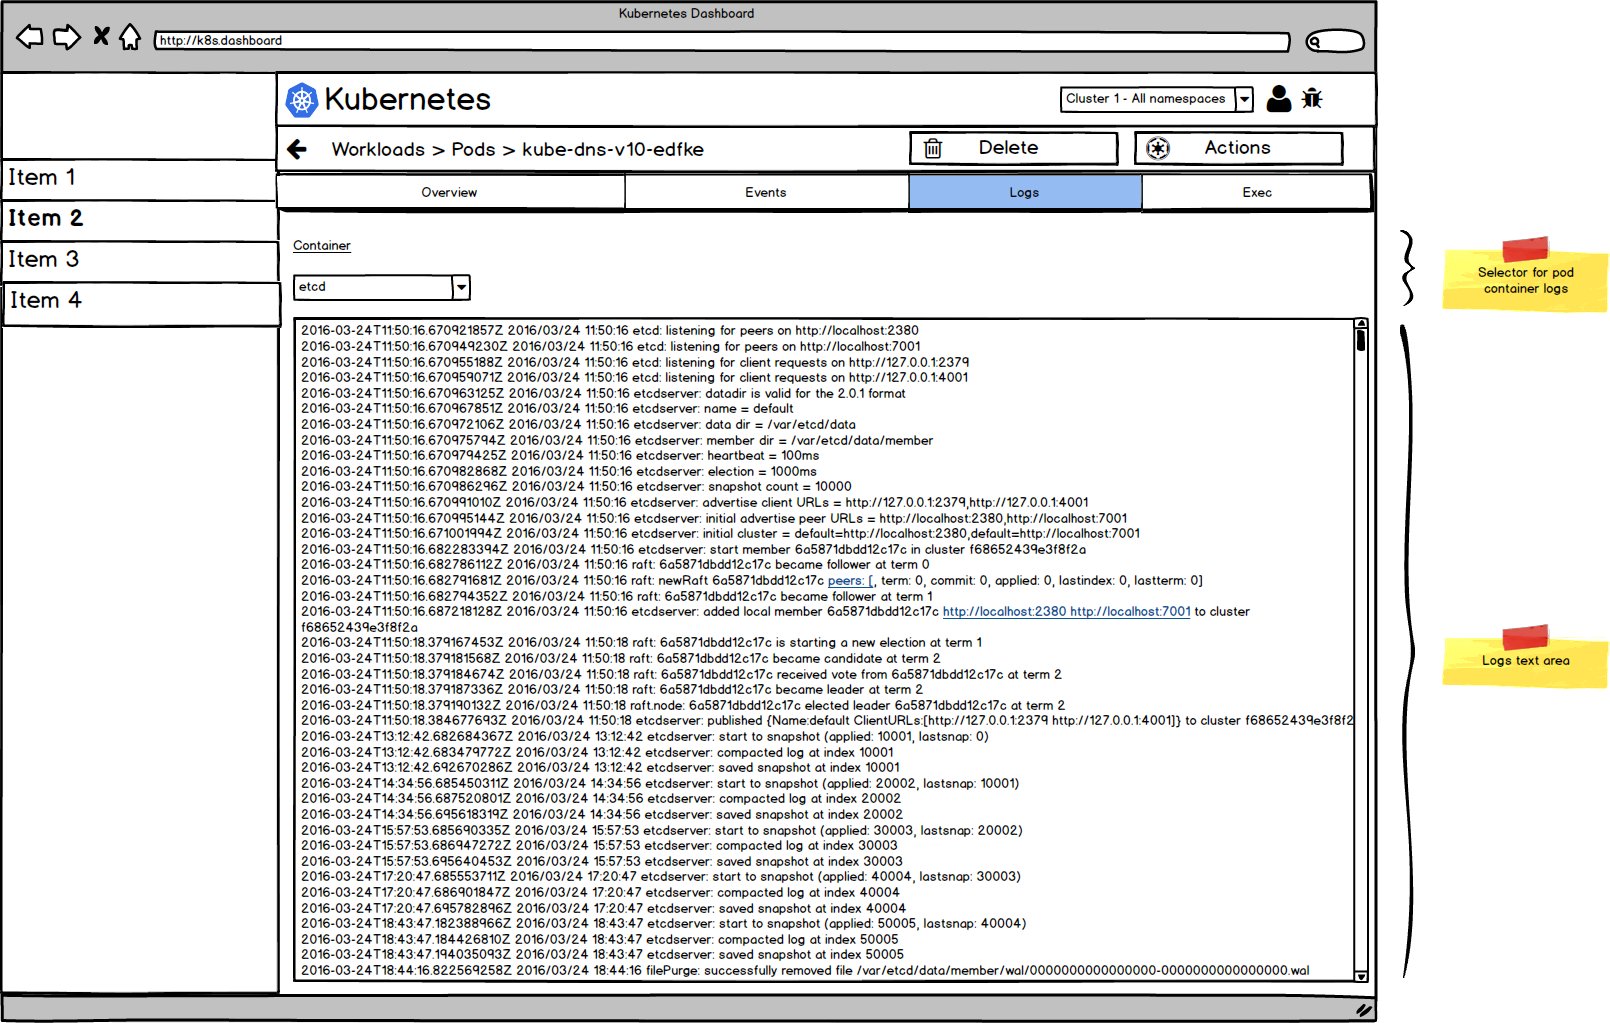 Kubernetes Dashboard
http://k8s.dashboard
Kubernetes
Cluster 1 - All namespaces
Workloads > Pods > kube-dns-v10-edfke
Delete
Actions
Item 1
Item 2
Item 3
Item 4
Overview
Events
Logs
Exec
Container
etcd
2016-03-24T11:50:16.670921857Z 2016/03/24 11:50:16 etcd: listening for peers on http://localhost:2380
2016-03-24T11:50:16.670949230Z 2016/03/24 11:50:16 etcd: listening for peers on http://localhost:7001
2016-03-24T11:50:16.670955188Z 2016/03/24 11:50:16 etcd: listening for client requests on http://127.0.0.1:2379
2016-03-24T11:50:16.670959071Z 2016/03/24 11:50:16 etcd: listening for client requests on http://127.0.0.1:4001
2016-03-24T11:50:16.670963125Z 2016/03/24 11:50:16 etcdserver: datadir is valid for the 2.0.1 format
2016-03-24T11:50:16.670967851Z 2016/03/24 11:50:16 etcdserver: name = default
2016-03-24T11:50:16.670972106Z 2016/03/24 11:50:16 etcdserver: data dir = /var/etcd/data
2016-03-24T11:50:16.670975794Z 2016/03/24 11:50:16 etcdserver: member dir = /var/etcd/data/member
2016-03-24T11:50:16.670979425Z 2016/03/24 11:50:16 etcdserver: heartbeat = 100ms
2016-03-24T11:50:16.670982868Z 2016/03/24 11:50:16 etcdserver: election = 1000ms
2016-03-24T11:50:16.670986296Z 2016/03/24 11:50:16 etcdserver: snapshot count = 10000
2016-03-24T11:50:16.670991010Z 2016/03/24 11:50:16 etcdserver: advertise client URLs = http://127.0.0.1:2379,http://127.0.0.1:4001
2016-03-24T11:50:16.670995144Z 2016/03/24 11:50:16 etcdserver: initial advertise peer URLs = http://localhost:2380,http://localhost:7001
2016-03-24T11:50:16.671001994Z 2016/03/24 11:50:16 etcdserver: initial cluster = default=http://localhost:2380,default=http://localhost:7001
2016-03-24T11:50:16.682283394Z 2016/03/24 11:50:16 etcdserver: start member 6a5871dbdd12c17c in cluster f68652439e3f8f2a
2016-03-24T11:50:16.682786112Z 2016/03/24 11:50:16 raft: 6a5871dbdd12c17c became follower at term 0
2016-03-24T11:50:16.682791681Z 2016/03/24 11:50:16 raft: newRaft 6a5871dbdd12c17c peers: [, term: 0, commit: 0, applied: 0, lastindex: 0, lastterm: 0]
2016-03-24T11:50:16.682794352Z 2016/03/24 11:50:16 raft: 6a5871dbdd12c17c became follower at term 1
2016-03-24T11:50:16.687218128Z 2016/03/24 11:50:16 etcdserver: added local member 6a5871dbdd12c17c http://localhost:2380 http://localhost:7001 to cluster
f68652439e3f8f2a
2016-03-24T11:50:18.379167453Z 2016/03/24 11:50:18 raft: 6a5871dbdd12c17c is starting a new election at term 1
2016-03-24T11:50:18.379181568Z 2016/03/24 11:50:18 raft: 6a5871dbdd12c17c became candidate at term 2
2016-03-24T11:50:18.379184674Z 2016/03/24 11:50:18 raft: 6a5871dbdd12c17c received vote from 6a5871dbdd12c17c at term 2
2016-03-24T11:50:18.379187336Z 2016/03/24 11:50:18 raft: 6a5871dbdd12c17c became leader at term 2
2016-03-24T11:50:18.379190132Z 2016/03/24 11:50:18 raft.node: 6a5871dbdd12c17c elected leader 6a5871dbdd12c17c at term 2
2016-03-24T11:50:18.384677693Z 2016/03/24 11:50:18 etcdserver: published {Name:default ClientURLs:[http://127.0.0.1:2379 http://127.0.0.1:4001]} to cluster f68652439e3f8f2
2016-03-24T13:12:42.682684367Z 2016/03/24 13:12:42 etcdserver: start to snapshot (applied: 10001, lastsnap: 0)
2016-03-24T13:12:42.683479772Z 2016/03/24 13:12:42 etcdserver: compacted log at index 10001
2016-03-24T13:12:42.692670286Z 2016/03/24 13:12:42 etcdserver: saved snapshot at index 10001
2016-03-24T14:34:56.685450311Z 2016/03/24 14:34:56 etcdserver: start to snapshot (applied: 20002, lastsnap: 10001)
2016-03-24T14:34:56.687520801Z 2016/03/24 14:34:56 etcdserver: compacted log at index 20002
2016-03-24T14:34:56.695618319Z 2016/03/24 14:34:56 etcdserver: saved snapshot at index 20002
2016-03-24T15:57:53.685690335Z 2016/03/24 15:57:53 etcdserver: start to snapshot (applied: 30003, lastsnap: 20002)
2016-03-24T15:57:53.686947272Z 2016/03/24 15:57:53 etcdserver: compacted log at index 30003
2016-03-24T15:57:53.695640453Z 2016/03/24 15:57:53 etcdserver: saved snapshot at index 30003
2016-03-24T17:20:47.685553711Z 2016/03/24 17:20:47 etcdserver: start to snapshot (applied: 40004, lastsnap: 30003)
2016-03-24T17:20:47.686901847Z 2016/03/24 17:20:47 etcdserver: compacted log at index 40004
2016-03-24T17:20:47.695782896Z 2016/03/24 17:20:47 etcdserver: saved snapshot at index 40004
2016-03-24T18:43:47.182388966Z 2016/03/24 18:43:47 etcdserver: start to snapshot (applied: 50005, lastsnap: 40004)
2016-03-24T18:43:47.184426810Z 2016/03/24 18:43:47 etcdserver: compacted log at index 50005
2016-03-24T18:43:47.194035093Z 2016/03/24 18:43:47 etcdserver: saved snapshot at index 50005
2016-03-24T18:44:16.822569258Z 2016/03/24 18:44:16 filePurge: successfully removed file /var/etcd/data/member/wal/0000000000000000-0000000000000000.wal
Selector for pod
container logs
Logs text area